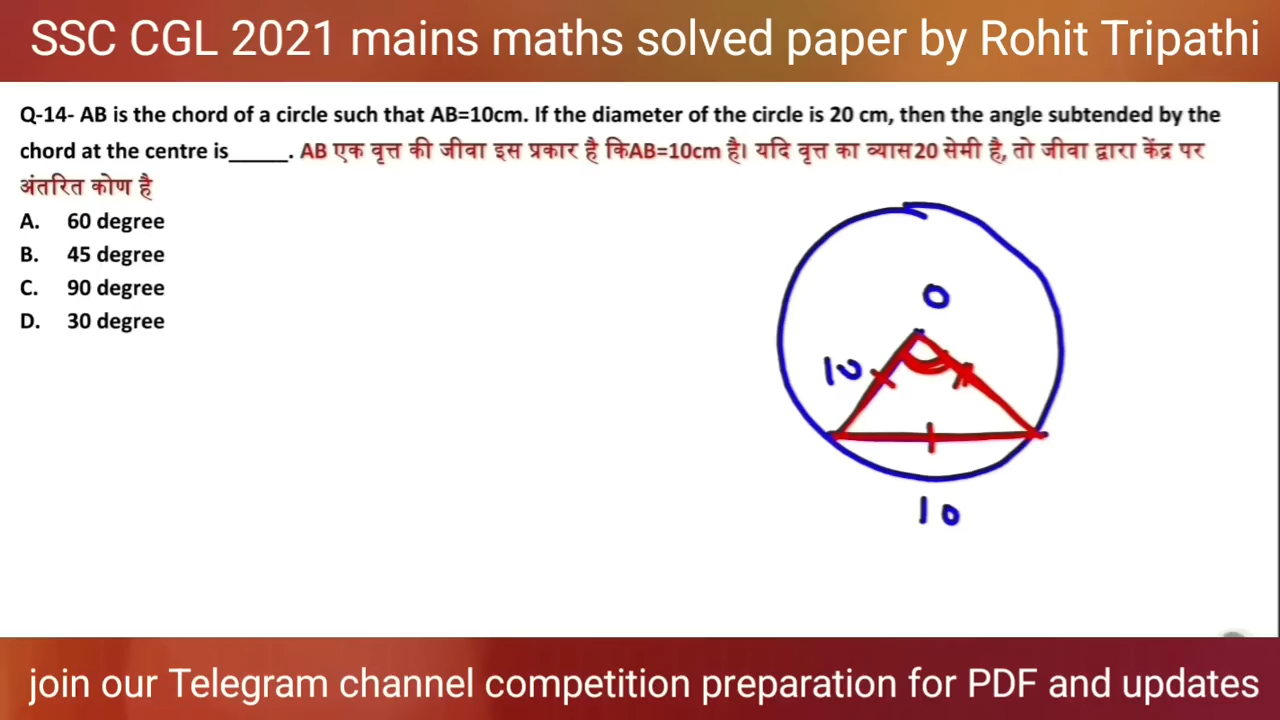 SSC CGL 2021 mains maths solved paper by Rohit Tripathi
Q-14- AB is the chord of a circle such that AB=10cm. If the diameter of the circle is 20 cm, then the angle subtended by the
chord at the centre is_____. AB एक वृत्त की जीवा इस प्रकार है किAB=10cm है। यदि वृत्त का व्यास20 सेमी है, तो जीवा द्वारा केंद्र पर
अंतरित कोण है
A. 60 degree
B. 45 degree
C. 90 degree
D. 30 degree
0
10
10
join our Telegram channel competition preparation for PDF and updates